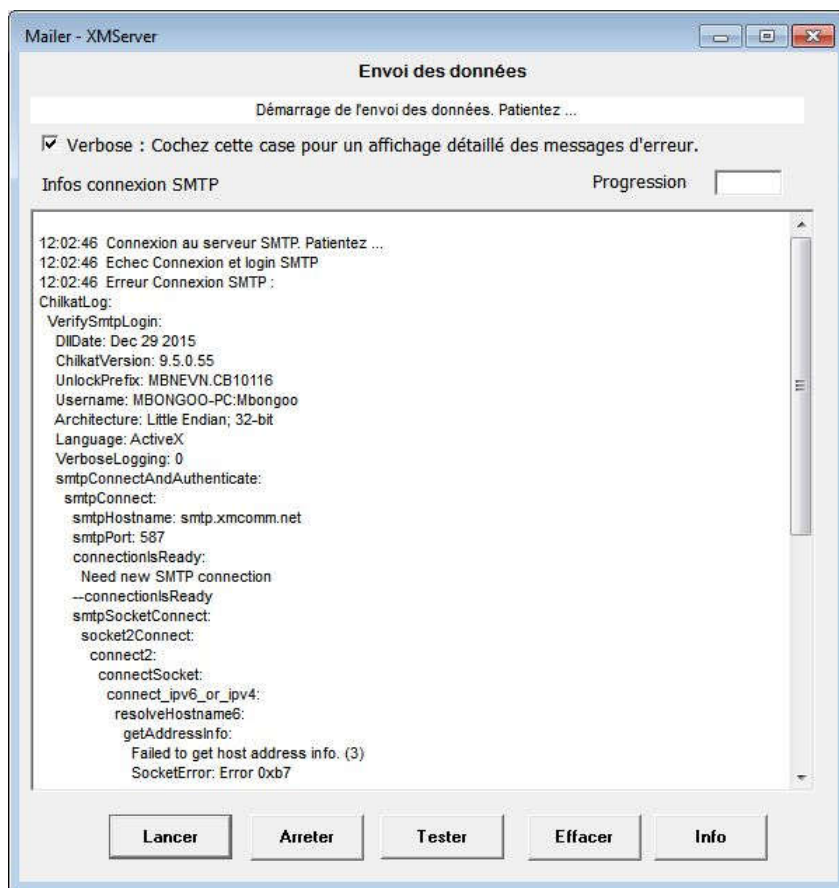 Mailer - XMServer
Envoi des données
Démarrage de l'envoi des données. Patientez ...
Verbose : Cochez cette case pour un affichage détaillé des messages d'erreur.
Infos connexion SMTP
Progression
12:02:46 Connexion au serveur SMTP. Patientez ...
12:02:46 Echec Connexion et login SMTP
12:02:46 Erreur Connexion SMTP :
ChilkatLog:
VerifySmtpLogin:
DllDate: Dec 29 2015
ChilkatVersion: 9.5.0.55
UnlockPrefix: MBNEVN.CB10116
Username: MBONGOO-PC:Mbongoo
Architecture: Little Endian; 32-bit
Language: ActiveX
VerboseLogging: 0
smtpConnectAndAuthenticate:
smtpConnect:
smtpHostname: smtp.xmcomm.net
smtpPort: 587
connectionIsReady:
Need new SMTP connection
--connectionIsReady
smtpSocketConnect:
socket2Connect:
connect2:
connectSocket:
connect_ipv6_or_ipv4:
resolveHostname6:
getAddressInfo:
Failed to get host address info. (3)
SocketError: Error 0xb7
Lancer
Arreter
Tester
Effacer
Info